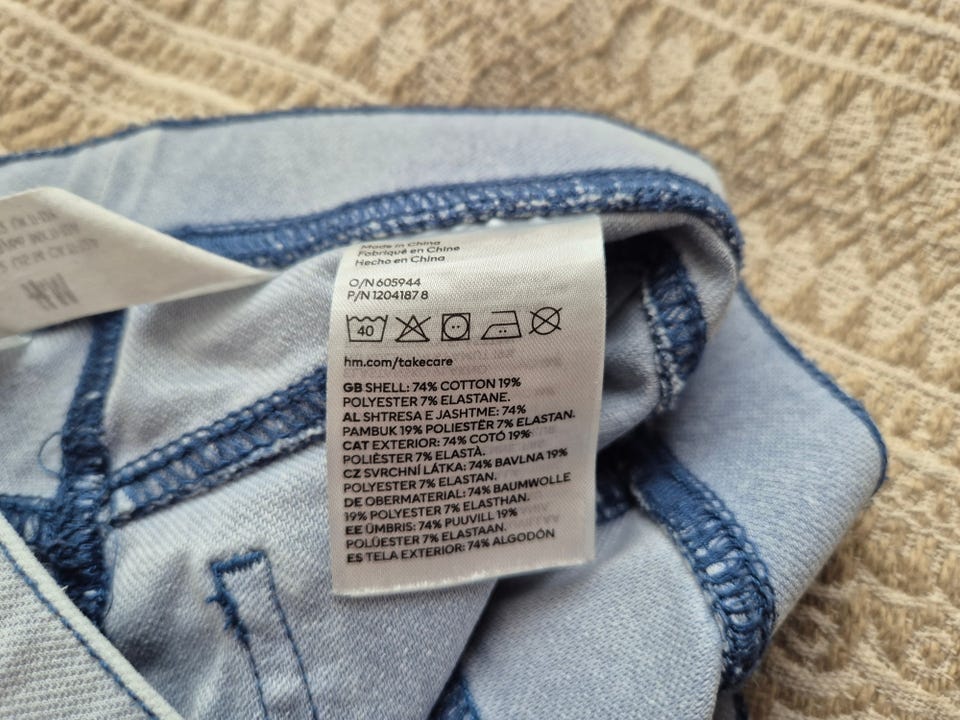 Made in China
Fabriqué en Chine
Hecho en China
O/N 605944
P/N 1204187 8
40
hm.com/takecare
GB SHELL: 74% COTTON 19%
POLYESTER 7% ELASTANE.
AL SHTRESA E JASHTME: 74%
PAMBUK 19% POLIESTËR 7% ELASTAN.
CAT EXTERIOR: 74% COTÓ 19%
POLIÈSTER 7% ELASTÀ.
CZ SVRCHNÍ LÁTKA: 74% BAVLNA 19%
POLYESTER 7% ELASTAN.
DE OBERMATERIAL: 74% BAUMWOLLE
19% POLYESTER 7% ELASTHAN.
EE ÜMBRIS: 74% PUUVILL 19%
POLÜESTER 7% ELASTAAN.
ES TELA EXTERIOR: 74% ALGODÓN